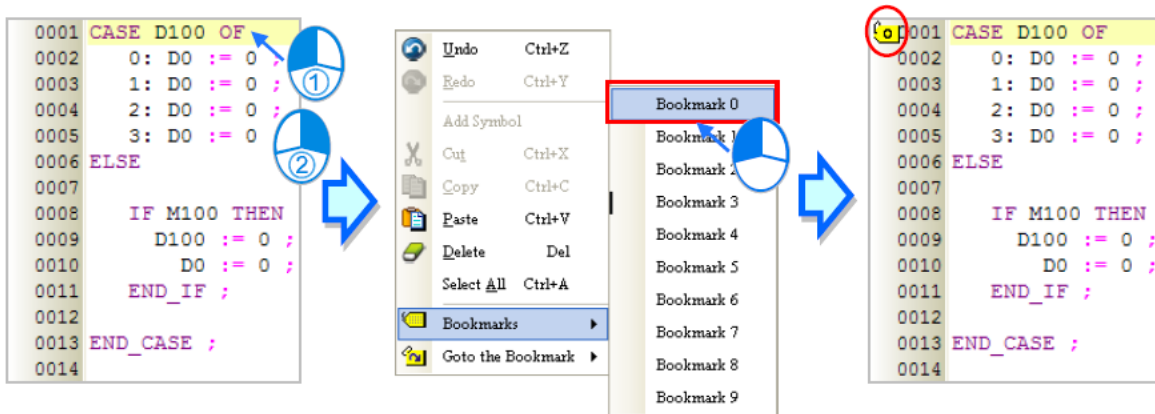 0001 CASE D100 OF
0002 0: D0 := 0 ;
0003 1: D0 := 0 ;
0004 2: D0 := 0 ;
0005 3: D0 := 0
0006 ELSE
0007
0008 IF M100 THEN
0009 D100 := 0 ;
0010 D0 := 0 ;
0011 END_IF ;
0012
0013 END_CASE ;
0014
①
②
Undo Ctrl+Z
Redo Ctrl+Y
Add Symbol
Cut Ctrl+X
Copy Ctrl+C
Paste Ctrl+V
Delete Del
Select All Ctrl+A
Bookmarks
Goto the Bookmark
Bookmark 0
Bookmark 1
Bookmark 2
Bookmark 3
Bookmark 4
Bookmark 5
Bookmark 6
Bookmark 7
Bookmark 8
Bookmark 9
0
0001 CASE D100 OF
0002 0: D0 := 0 ;
0003 1: D0 := 0 ;
0004 2: D0 := 0 ;
0005 3: D0 := 0 ;
0006 ELSE
0007
0008 IF M100 THEN
0009 D100 := 0 ;
0010 D0 := 0 ;
0011 END_IF ;
0012
0013 END_CASE ;
0014